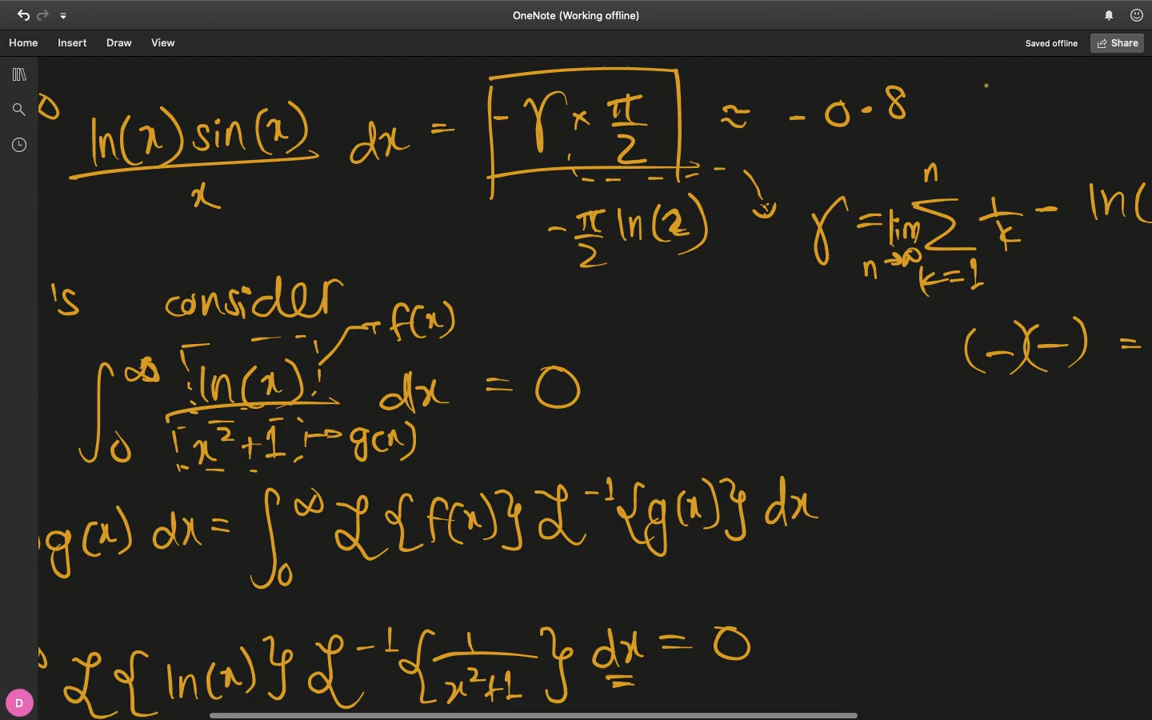 OneNote (Working offline)
Home Insert Draw View
Saved offline Share
ln(x) sin(x) / x dx = -γ × π/2 ≈ -0.8
-π/2 ln(2)
γ = lim n→∞ ∑ k=1 n 1/k - ln(
's consider
(-)(-) =
f(x)
∫ 0 ∞ ln(x) / x²+1 dx = 0
g(x)
g(x) dx = ∫ 0 ∞ ℒ{f(x)} ℒ⁻¹{g(x)} dx
ℒ{ln(x)} ℒ⁻¹{1/x²+1} dx = 0
D